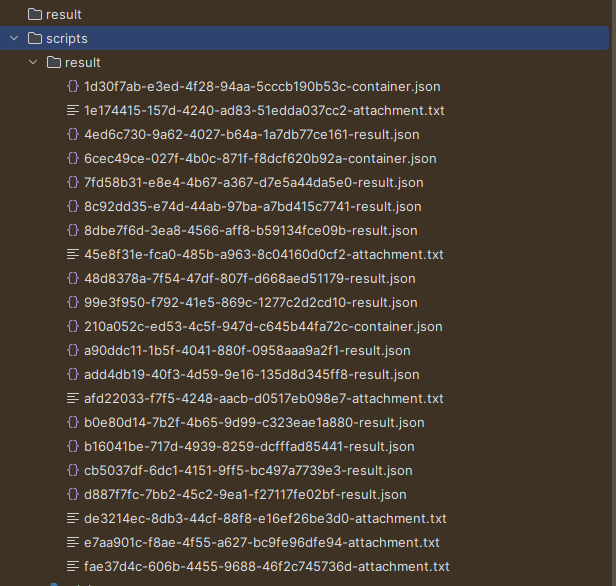 result
scripts
result
1d30f7ab-e3ed-4f28-94aa-5cccb190b53c-container.json
1e174415-157d-4240-ad83-51edda037cc2-attachment.txt
4ed6c730-9a62-4027-b64a-1a7db77ce161-result.json
6cec49ce-027f-4b0c-871f-f8dcf620b92a-container.json
7fd58b31-e8e4-4b67-a367-d7e5a44da5e0-result.json
8c92dd35-e74d-44ab-97ba-a7bd415c7741-result.json
8dbe7f6d-3ea8-4566-aff8-b59134fce09b-result.json
45e8f31e-fca0-485b-a963-8c04160d0cf2-attachment.txt
48d8378a-7f54-47df-807f-d668aed51179-result.json
99e3f950-f792-41e5-869c-1277c2d2cd10-result.json
210a052c-ed53-4c5f-947d-c645b44fa72c-container.json
a90ddc11-1b5f-4041-880f-0958aaa9a2f1-result.json
add4db19-40f3-4d59-9e16-135d8d345ff8-result.json
afd22033-f7f5-4248-aacb-d0517eb098e7-attachment.txt
b0e80d14-7b2f-4b65-9d99-c323eae1a880-result.json
b16041be-717d-4939-8259-dcfffad85441-result.json
cb5037df-6dc1-4151-9ff5-bc497a7739e3-result.json
d887f7fc-7bb2-45c2-9ea1-f27117fe02bf-result.json
de3214ec-8db3-44cf-88f8-e16ef26be3d0-attachment.txt
e7aa901c-f8ae-4f55-a627-bc9fe96dfe94-attachment.txt
fae37d4c-606b-4455-9688-46f2c745736d-attachment.txt